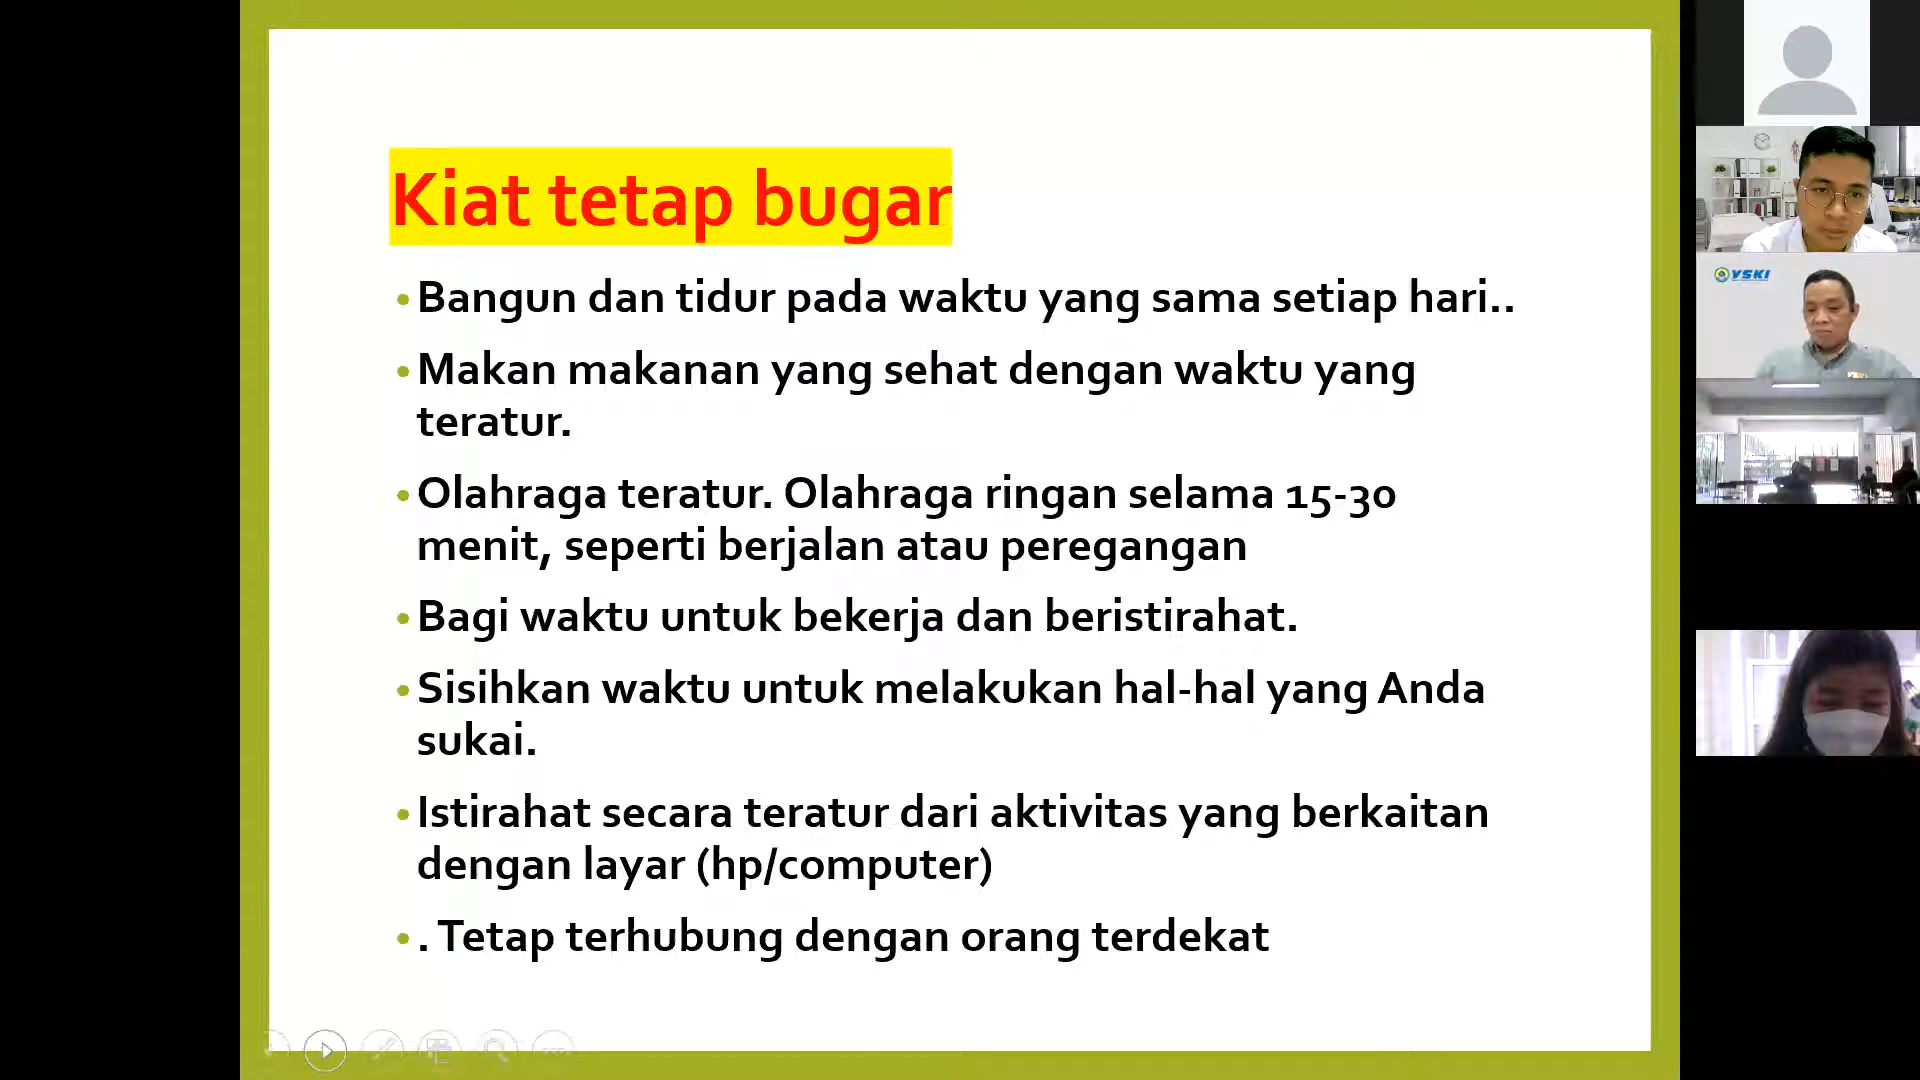 Kiat tetap bugar
• Bangun dan tidur pada waktu yang sama setiap hari..
• Makan makanan yang sehat dengan waktu yang
teratur.
• Olahraga teratur. Olahraga ringan selama 15-30
menit, seperti berjalan atau peregangan
• Bagi waktu untuk bekerja dan beristirahat.
• Sisihkan waktu untuk melakukan hal-hal yang Anda
sukai.
• Istirahat secara teratur dari aktivitas yang berkaitan
dengan layar (hp/computer)
• . Tetap terhubung dengan orang terdekat
YSKI